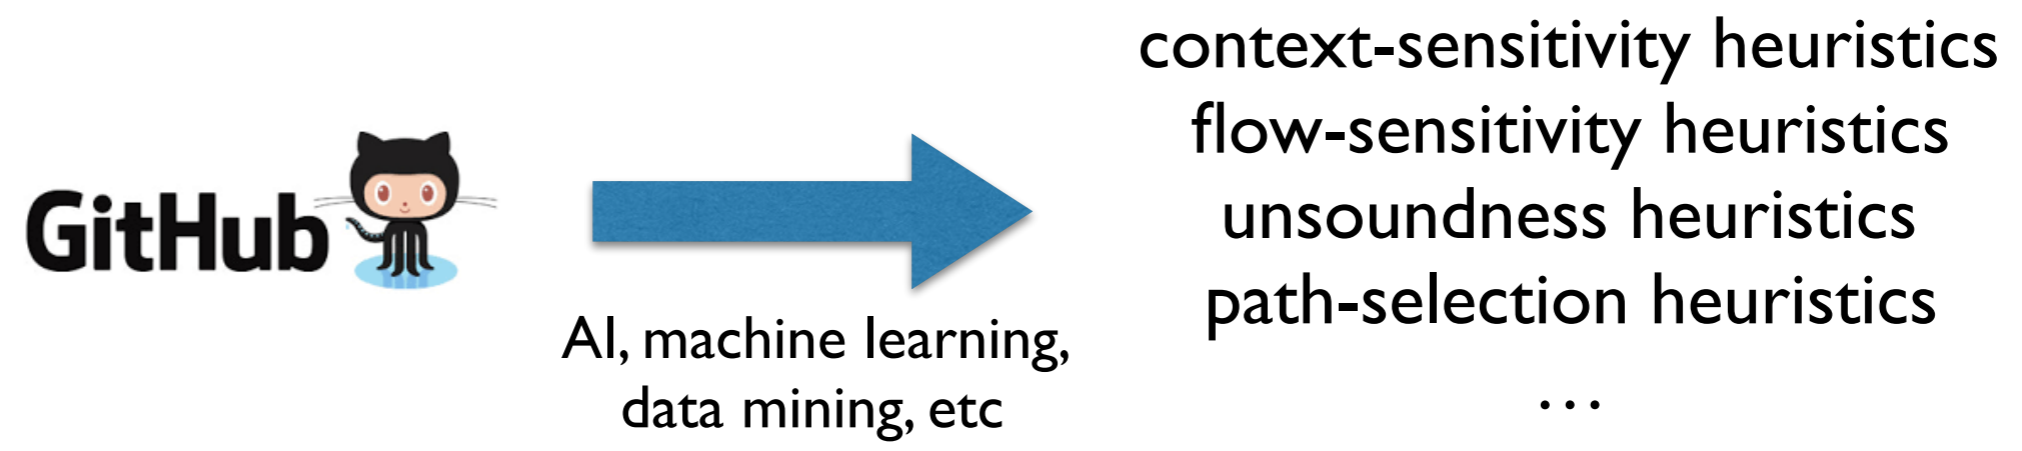 GitHub
AI, machine learning,
data mining, etc
context-sensitivity heuristics
flow-sensitivity heuristics
unsoundness heuristics
path-selection heuristics
…